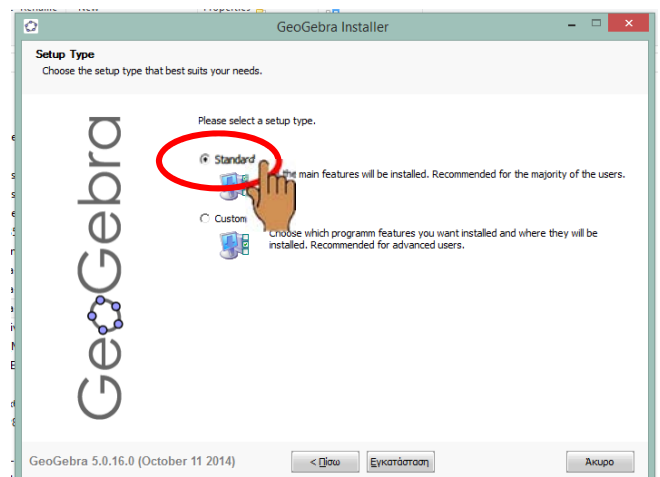 GeoGebra Installer
Setup Type
Choose the setup type that best suits your needs.
GeoGebra
Please select a setup type.
Standard
the main features will be installed. Recommended for the majority of the users.
Custom
Choose which programm features you want installed and where they will be
installed. Recommended for advanced users.
GeoGebra 5.0.16.0 (October 11 2014)
< Πίσω
Εγκατάσταση
Άκυρο